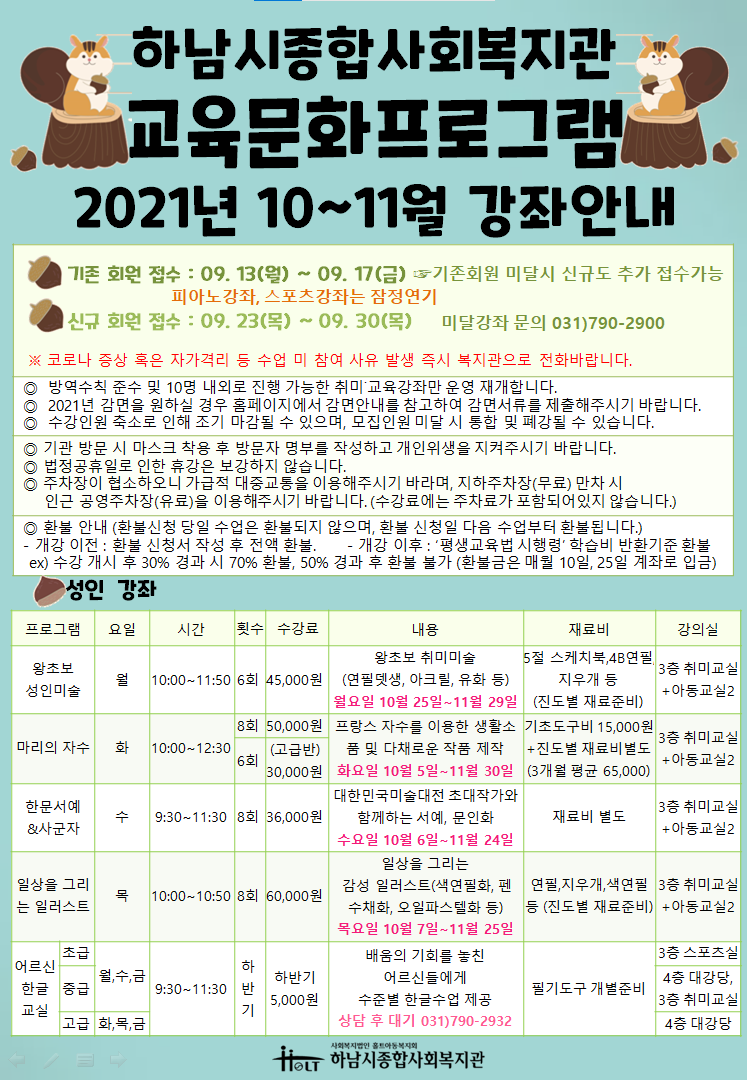 하남시종합사회복지관
교육문화프로그램
2021년 10~11월 강좌안내
기존 회원 접수 : 09. 13(월) ~ 09. 17(금) ☞기존회원 미달시 신규도 추가 접수가능
피아노강좌, 스포츠강좌는 잠정연기
신규 회원 접수 : 09. 23(목) ~ 09. 30(목) 미달강좌 문의 031)790-2900
※ 코로나 증상 혹은 자가격리 등 수업 미 참여 사유 발생 즉시 복지관으로 전화바랍니다.
◎ 방역수칙 준수 및 10명 내외로 진행 가능한 취미˙교육강좌만 운영 재개합니다.
◎ 2021년 감면을 원하실 경우 홈페이지에서 감면안내를 참고하여 감면서류를 제출해주시기 바랍니다.
◎ 수강인원 축소로 인해 조기 마감될 수 있으며, 모집인원 미달 시 통합 및 폐강될 수 있습니다.
◎ 기관 방문 시 마스크 착용 후 방문자 명부를 작성하고 개인위생을 지켜주시기 바랍니다.
◎ 법정공휴일로 인한 휴강은 보강하지 않습니다.
◎ 주차장이 협소하오니 가급적 대중교통을 이용해주시기 바라며, 지하주차장(무료) 만차 시
인근 공영주차장(유료)을 이용해주시기 바랍니다. (수강료에는 주차료가 포함되어있지 않습니다.)
◎ 환불 안내 (환불신청 당일 수업은 환불되지 않으며, 환불 신청일 다음 수업부터 환불됩니다.)
- 개강 이전 : 환불 신청서 작성 후 전액 환불. - 개강 이후 : ‘평생교육법 시행령’ 학습비 반환기준 환불
ex) 수강 개시 후 30% 경과 시 70% 환불, 50% 경과 후 환불 불가 (환불금은 매월 10일, 25일 계좌로 입금)
성인 강좌
프로그램 요일 시간 횟수 수강료 내용 재료비 강의실
왕초보
성인미술
월 10:00~11:50 6회 45,000원
왕초보 취미미술
(연필뎃생, 아크릴, 유화 등)
월요일 10월 25일~11월 29일
5절 스케치북,4B연필,
지우개 등
(진도별 재료준비)
3층 취미교실
+아동교실2
마리의 자수 화 10:00~12:30
8회 50,000원
6회
(고급반)
30,000원
프랑스 자수를 이용한 생활소
품 및 다채로운 작품 제작
화요일 10월 5일~11월 30일
기초도구비 15,000원
+진도별 재료비별도
(3개월 평균 65,000)
3층 취미교실
+아동교실2
한문서예
&사군자
수 9:30~11:30 8회 36,000원
대한민국미술대전 초대작가와
함께하는 서예, 문인화
수요일 10월 6일~11월 24일
재료비 별도
3층 취미교실
+아동교실2
일상을 그리
는 일러스트
목 10:00~10:50 8회 60,000원
일상을 그리는
감성 일러스트(색연필화, 펜
수채화, 오일파스텔화 등)
목요일 10월 7일~11월 25일
연필,지우개,색연필
등 (진도별 재료준비)
3층 취미교실
+아동교실2
어르신
한글
교실
초급
중급
고급
월,수,금
화,목,금
9:30~11:30
하
반
기
하반기
5,000원
배움의 기회를 놓친
어르신들에게
수준별 한글수업 제공
상담 후 대기 031)790-2932
필기도구 개별준비
3층 스포츠실
4층 대강당,
3층 취미교실
4층 대강당
HOLT
사회복지법인 홀트아동복지회
하남시종합사회복지관